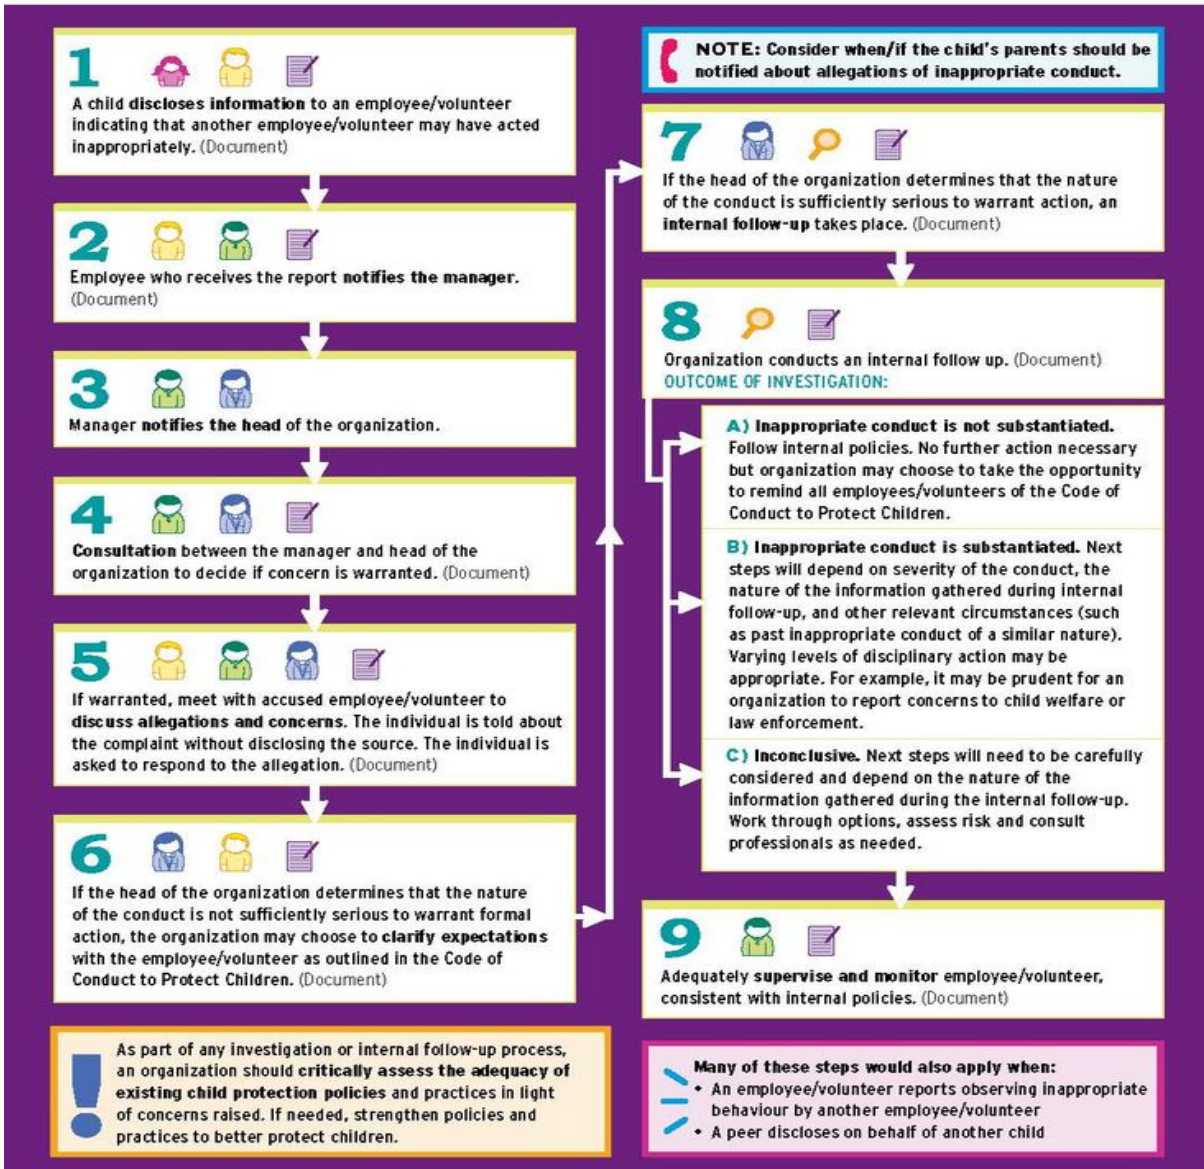 1
A child discloses information to an employee/volunteer
indicating that another employee/volunteer may have acted
inappropriately. (Document)
2
Employee who receives the report notifies the manager.
(Document)
3
Manager notifies the head of the organization.
4
Consultation between the manager and head of the
organization to decide if concern is warranted. (Document)
5
If warranted, meet with accused employee/volunteer to
discuss allegations and concerns. The individual is told about
the complaint without disclosing the source. The individual is
asked to respond to the allegation. (Document)
6
If the head of the organization determines that the nature
of the conduct is not sufficiently serious to warrant formal
action, the organization may choose to clarify expectations
with the employee/volunteer as outlined in the Code of
Conduct to Protect Children. (Document)
As part of any investigation or internal follow-up process,
an organization should critically assess the adequacy of
existing child protection policies and practices in light
of concerns raised. If needed, strengthen policies and
practices to better protect children.
NOTE: Consider when/if the child's parents should be
notified about allegations of inappropriate conduct.
7
If the head of the organization determines that the nature
of the conduct is sufficiently serious to warrant action, an
internal follow-up takes place. (Document)
8
Organization conducts an internal follow up. (Document)
OUTCOME OF INVESTIGATION:
A) Inappropriate conduct is not substantiated.
Follow internal policies. No further action necessary
but organization may choose to take the opportunity
to remind all employees/volunteers of the Code of
Conduct to Protect Children.
B) Inappropriate conduct is substantiated. Next
steps will depend on severity of the conduct, the
nature of the information gathered during internal
follow-up, and other relevant circumstances (such
as past inappropriate conduct of a similar nature).
Varying levels of disciplinary action may be
appropriate. For example, it may be prudent for an
organization to report concerns to child welfare or
law enforcement.
C) Inconclusive. Next steps will need to be carefully
considered and depend on the nature of the
information gathered during the internal follow-up.
Work through options, assess risk and consult
professionals as needed.
9
Adequately supervise and monitor employee/volunteer,
consistent with internal policies. (Document)
Many of these steps would also apply when:
• An employee/volunteer reports observing inappropriate
behaviour by another employee/volunteer
• A peer discloses on behalf of another child